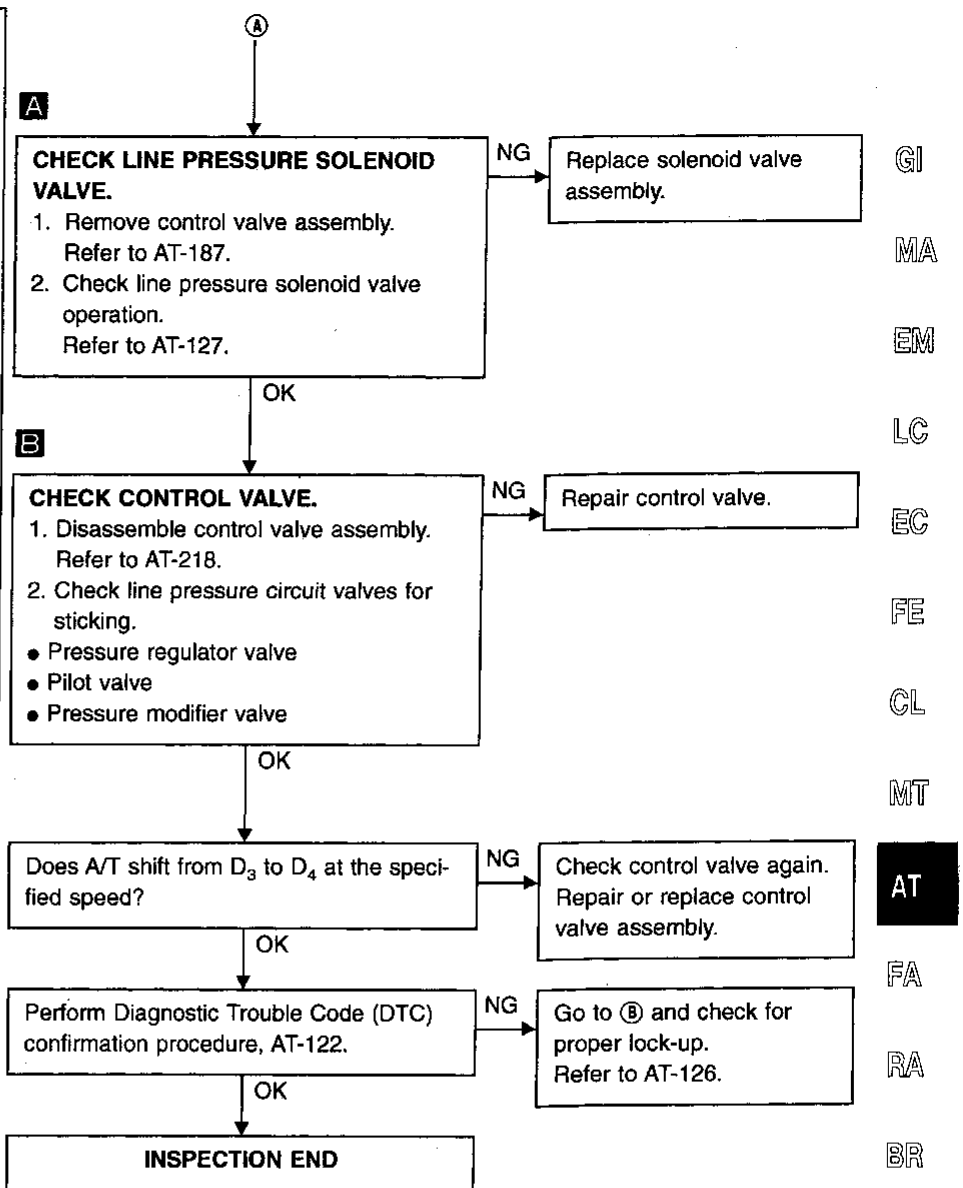 Ⓐ
A
CHECK LINE PRESSURE SOLENOID
VALVE.
1. Remove control valve assembly.
Refer to AT-187.
2. Check line pressure solenoid valve
operation.
Refer to AT-127.
NG
Replace solenoid valve
assembly.
OK
B
CHECK CONTROL VALVE.
1. Disassemble control valve assembly.
Refer to AT-218.
2. Check line pressure circuit valves for
sticking.
● Pressure regulator valve
● Pilot valve
● Pressure modifier valve
NG
Repair control valve.
OK
Does A/T shift from D₃ to D₄ at the speci-
fied speed?
NG
Check control valve again.
Repair or replace control
valve assembly.
OK
Perform Diagnostic Trouble Code (DTC)
confirmation procedure, AT-122.
NG
Go to Ⓑ and check for
proper lock-up.
Refer to AT-126.
OK
INSPECTION END
GI
MA
EM
LC
EC
FE
CL
MT
AT
FA
RA
BR